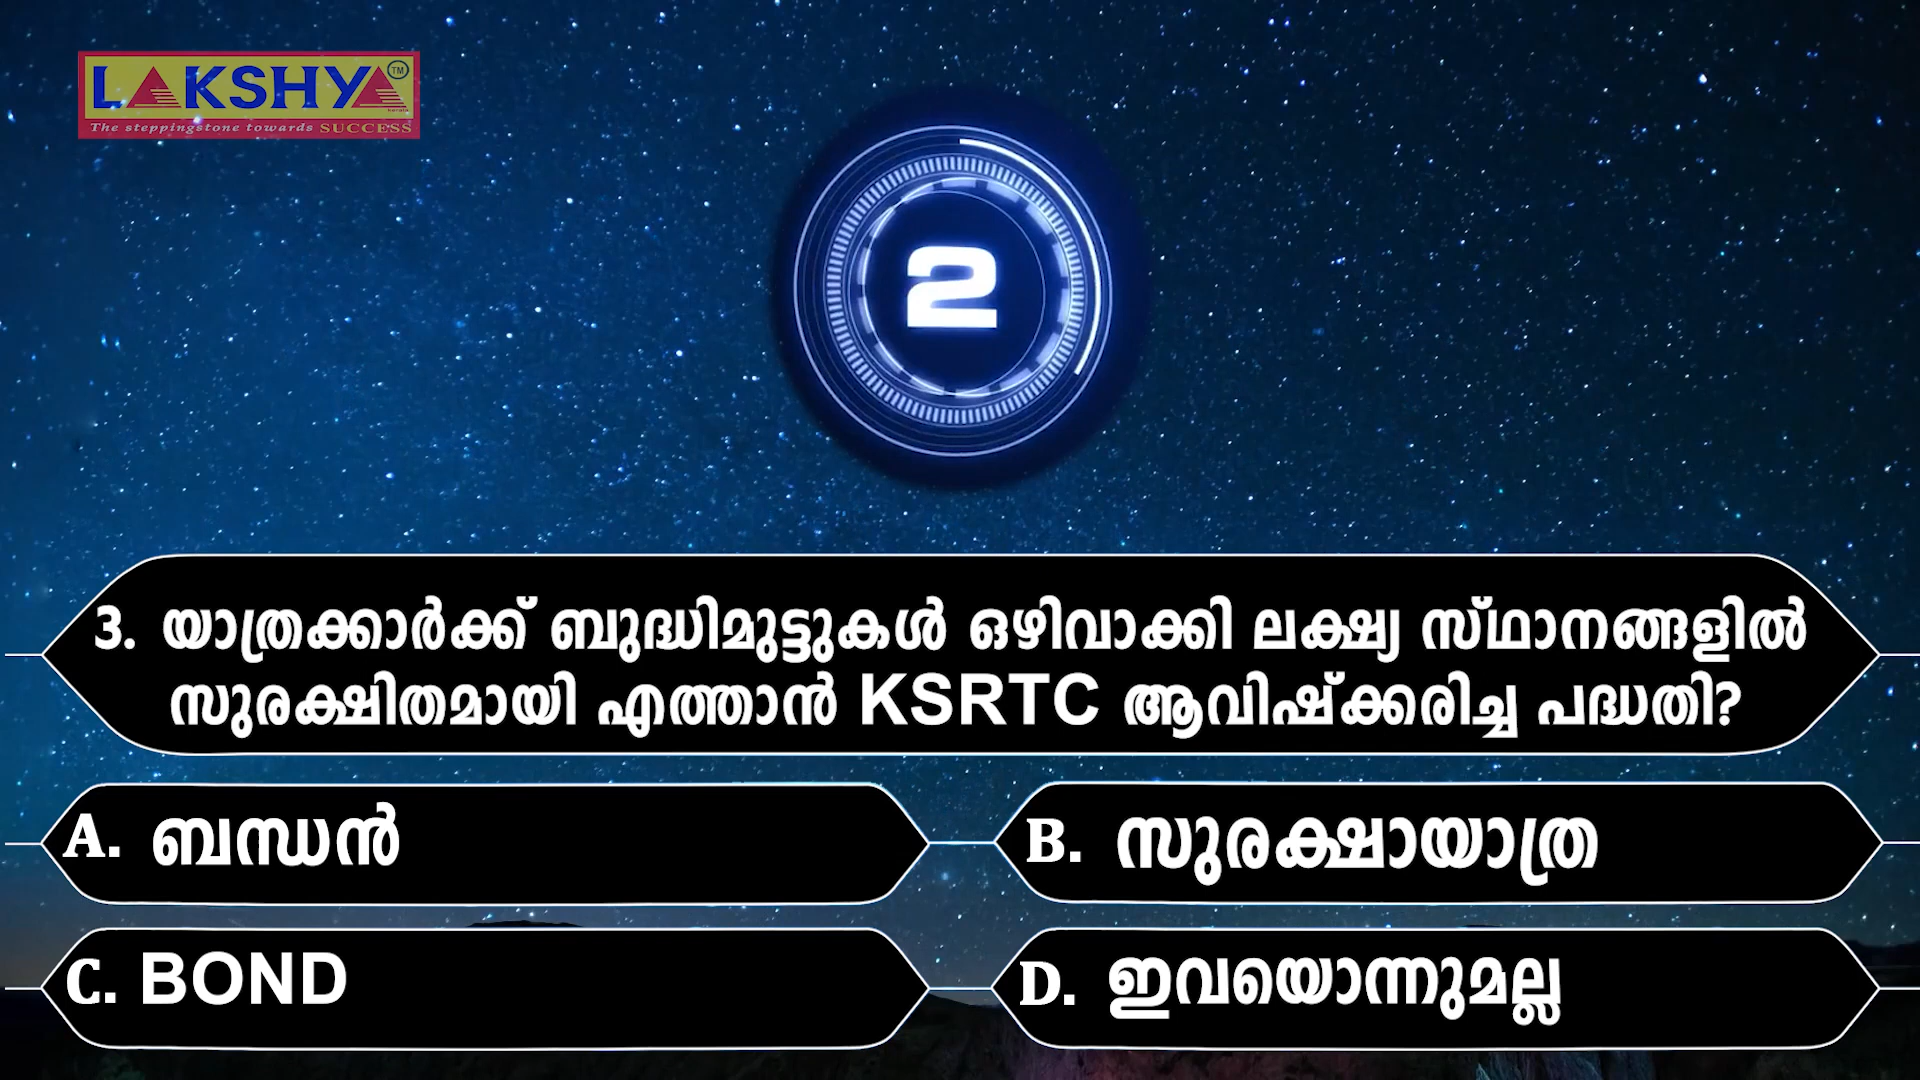 LAKSHYA TM
The steppingstone towards SUCCESS
2
3. യാത്രക്കാർക്ക് ബുദ്ധിമുട്ടുകൾ ഒഴിവാക്കി ലക്ഷ്യ സ്ഥാനങ്ങളിൽ
സുരക്ഷിതമായി എത്താൻ KSRTC ആവിഷ്ക്കരിച്ച പദ്ധതി?
A. ബന്ധൻ
B. സുരക്ഷായാത്ര
C. BOND
D. ഇവയൊന്നുമല്ല